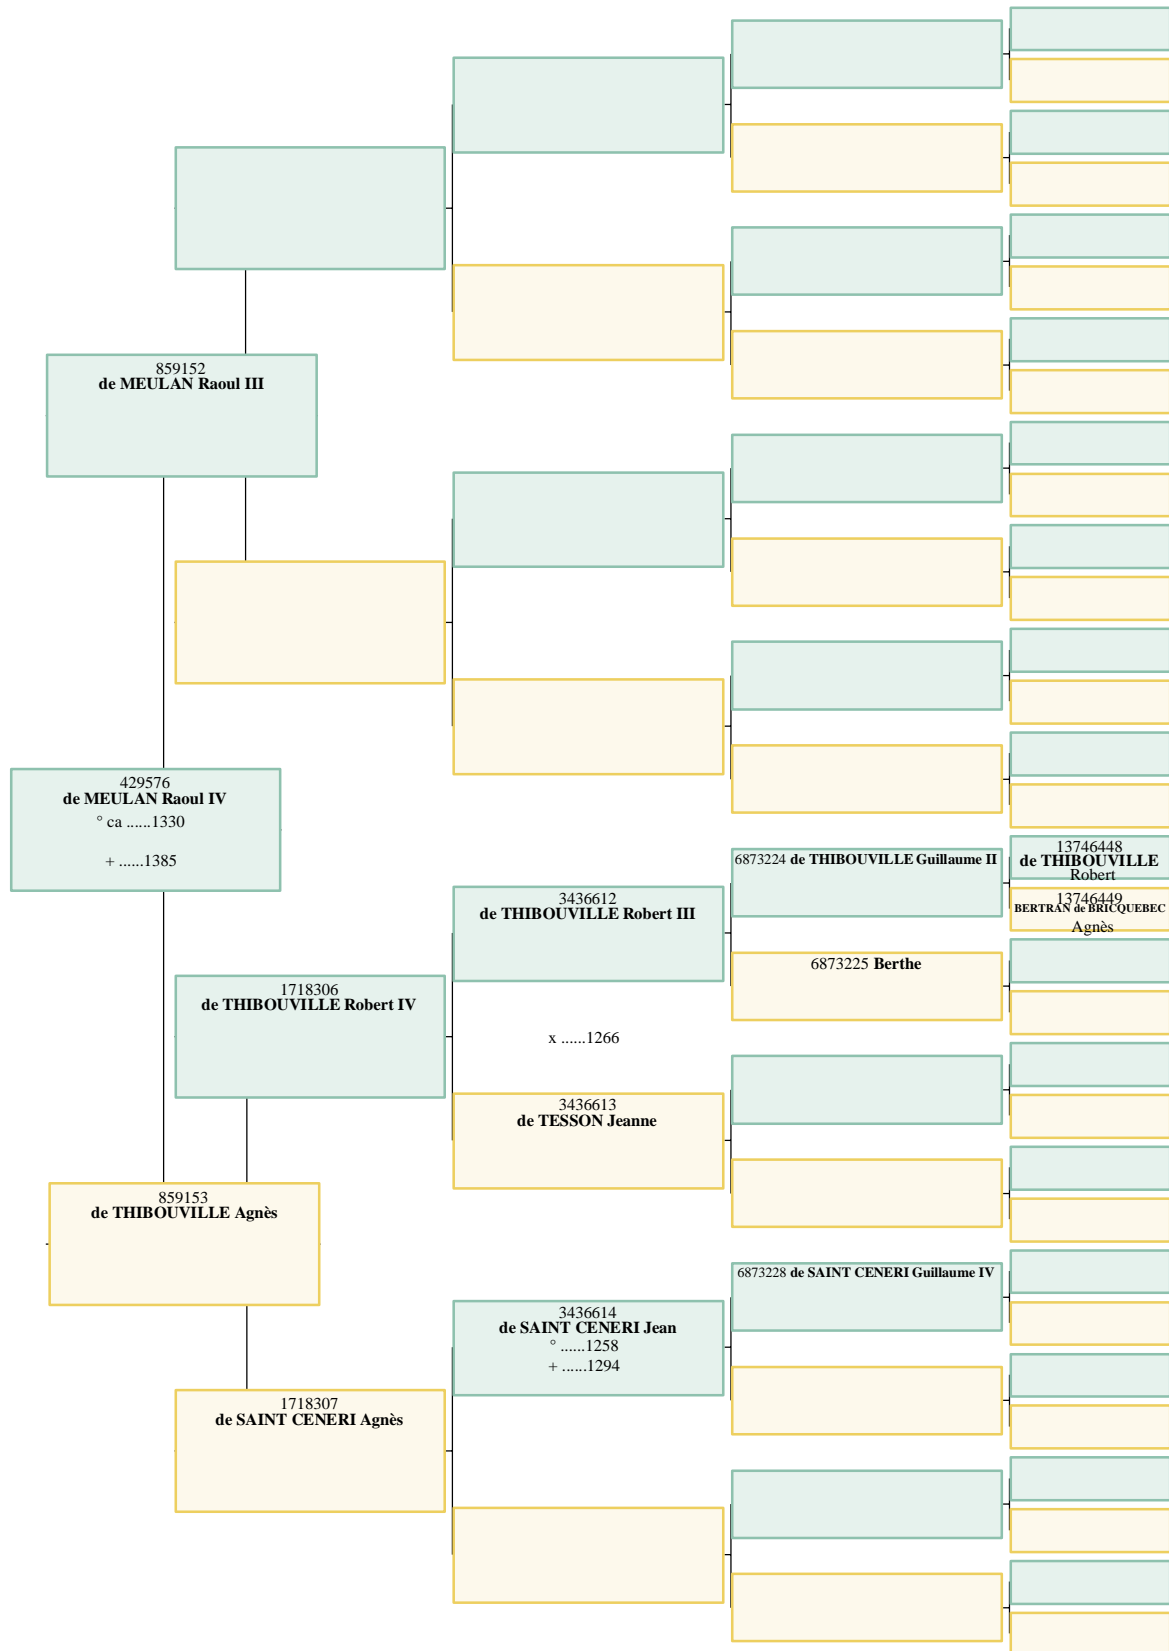 859152
de MEULAN Raoul III
429576
de MEULAN Raoul IV
° ca ......1330
+ ......1385
859153
de THIBOUVILLE Agnès
1718306
de THIBOUVILLE Robert IV
1718307
de SAINT CENERI Agnès
3436612
de THIBOUVILLE Robert III
x ......1266
3436613
de TESSON Jeanne
3436614
de SAINT CENERI Jean
° ......1258
+ ......1294
6873224 de THIBOUVILLE Guillaume II
6873225 Berthe
6873228 de SAINT CENERI Guillaume IV
13746448
de THIBOUVILLE
Robert
13746449
BERTRAN de BRICQUEBEC
Agnès